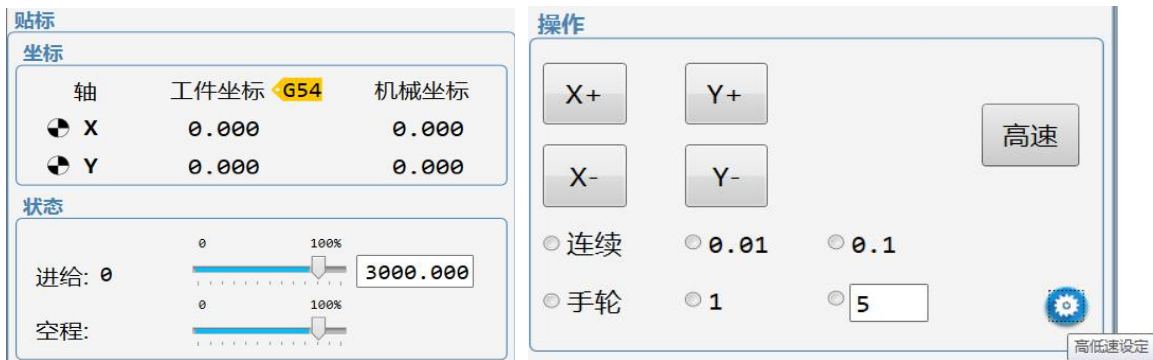 贴标
坐标
轴 工件坐标 G54 机械坐标
X 0.000 0.000
Y 0.000 0.000
状态
0 100%
进给: 0 3000.000
0 100%
空程:
操作
X+ Y+
高速
X- Y-
连续 0.01 0.1
手轮 1 5
高低速设定